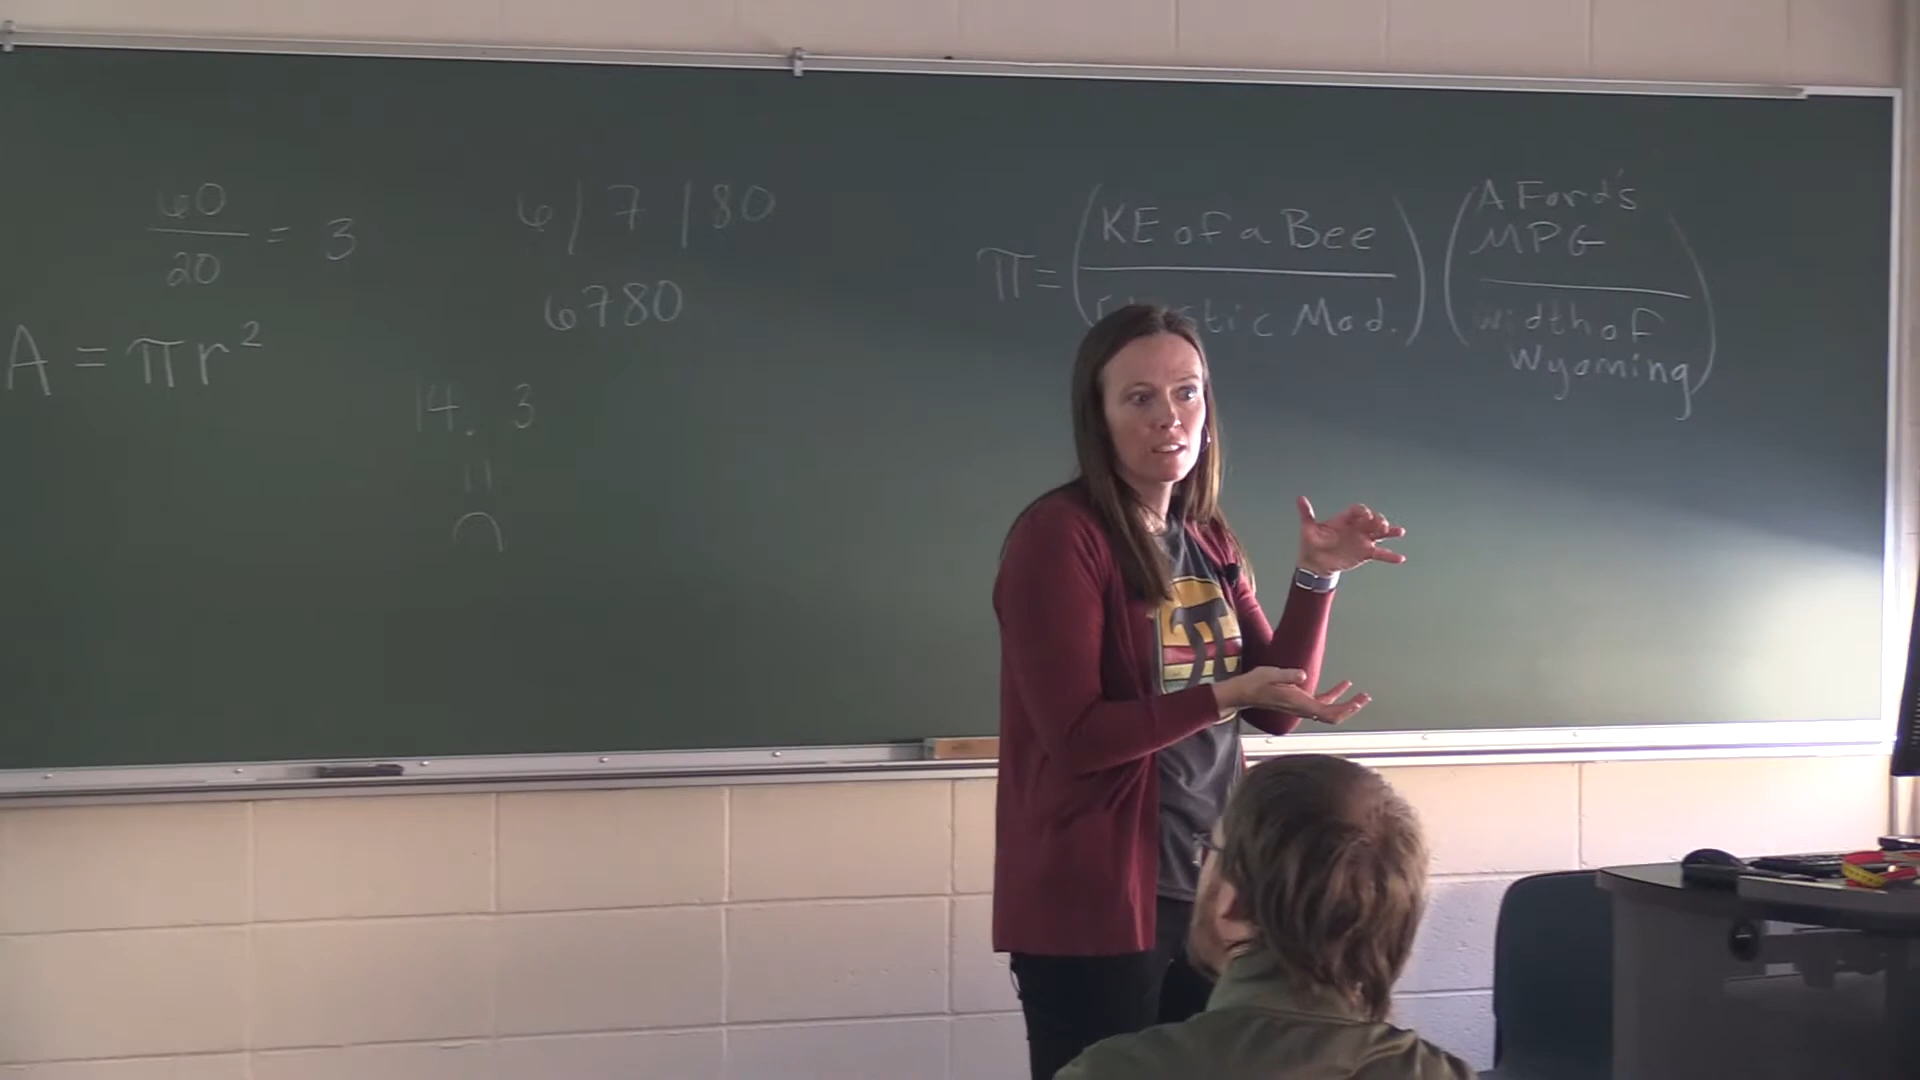 60
20
= 3
A = πr²
6/7/80
6780
14. 3
π = (KE of a Bee / Mod.) (A Ford's
MPG
width of
Wyoming)
π